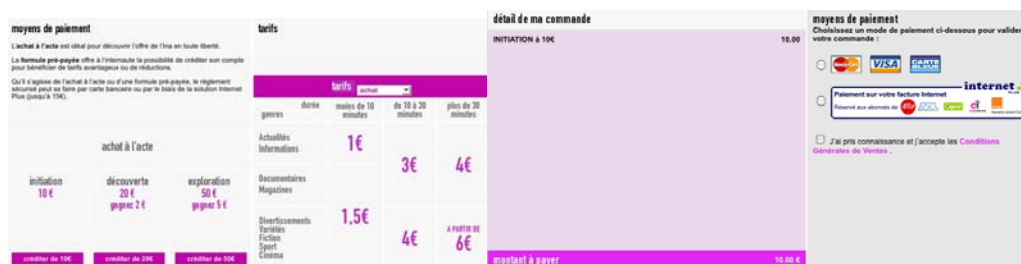 moyens de paiement
L'achat à l'acte est idéal pour découvrir l'offre de l'Ina en toute liberté.
La formule pré-payée offre à l'internaute la possibilité de créditer son compte
pour bénéficier de tarifs avantageux ou de réductions.
Qu'il s'agisse de l'achat à l'acte ou d'une formule pré-payée, le règlement
sécurisé peut se faire par carte bancaire ou par le biais de la solution Internet
Plus (jusqu'à 15€).
achat à l'acte
initiation
10 €
découverte
20 €
gagnez 2 €
exploration
50 €
gagnez 5 €
créditer de 10€
créditer de 20€
créditer de 50€
tarifs
tarifs achat
durée
genres
moins de 10
minutes
de 10 à 30
minutes
plus de 30
minutes
Actualités
Informations
1€
3€
4€
Documentaires
Magazines
Divertissements
Variétés
Fiction
Sport
Cinéma
1,5€
4€
A PARTIR DE
6€
détail de ma commande
INITIATION à 10€ 10.00
montant à payer 10.00 €
moyens de paiement
Choisissez un mode de paiement ci-dessous pour valider
votre commande :
MasterCard VISA CARTE BLEUE
internet
Paiement sur votre facture Internet
Réservé aux abonnés de Alice AOL
J'ai pris connaissance et j'accepte les Conditions
Générales de Ventes .